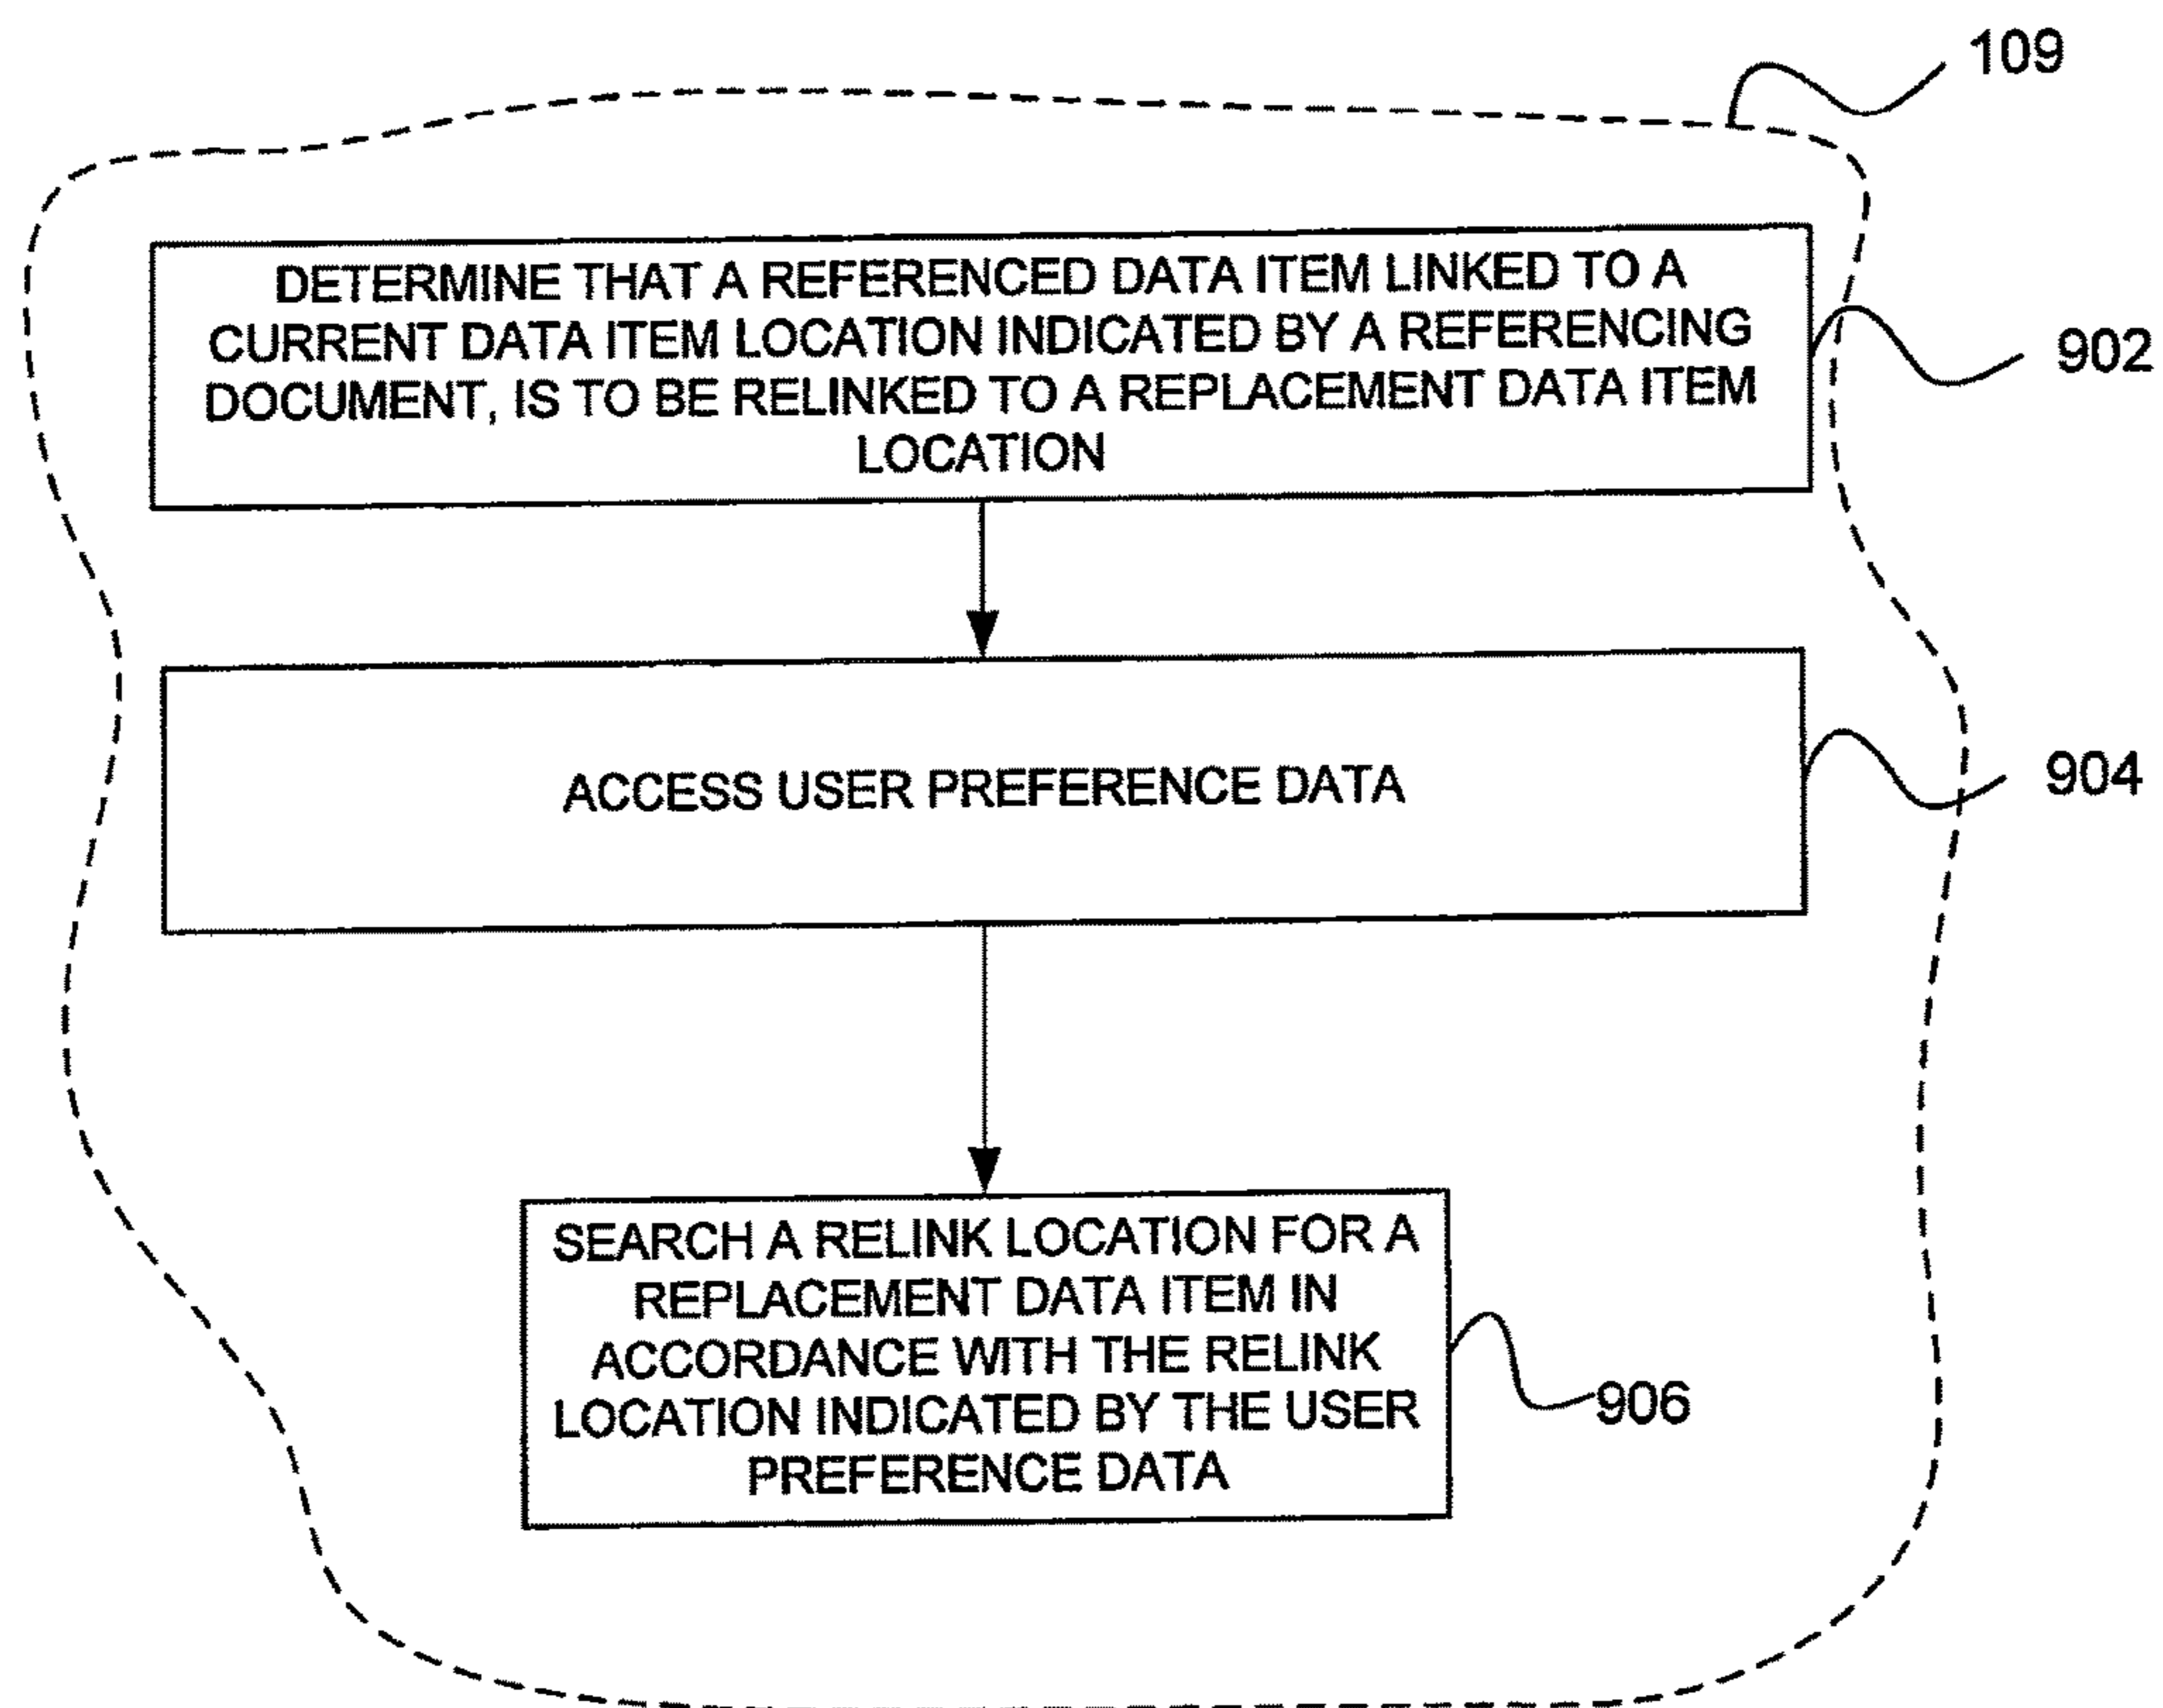 109
DETERMINE THAT A REFERENCED DATA ITEM LINKED TO A
CURRENT DATA ITEM LOCATION INDICATED BY A REFERENCING
DOCUMENT, IS TO BE RELINKED TO A REPLACEMENT DATA ITEM
LOCATION
902
ACCESS USER PREFERENCE DATA
904
SEARCH A RELINK LOCATION FOR A
REPLACEMENT DATA ITEM IN
ACCORDANCE WITH THE RELINK
LOCATION INDICATED BY THE USER
PREFERENCE DATA
906